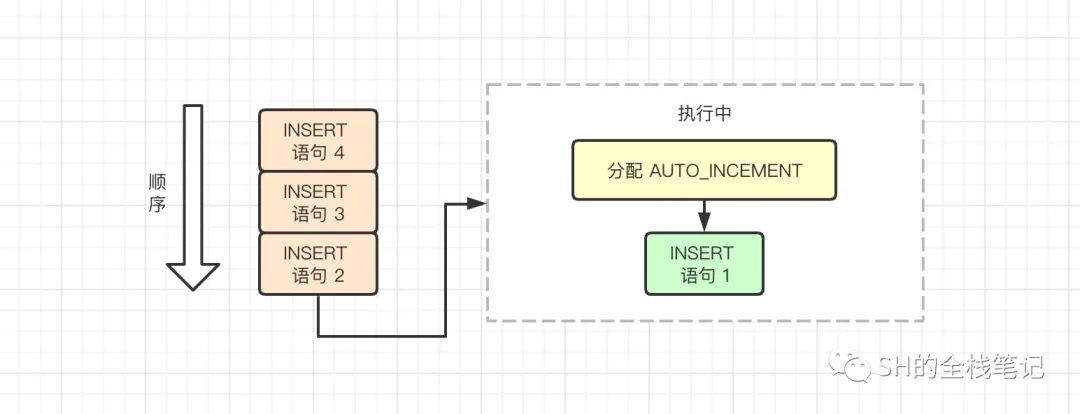 顺
序
INSERT
语句 4
INSERT
语句 3
INSERT
语句 2
执行中
分配 AUTO_INCEMENT
INSERT
语句 1
SH的全栈笔记